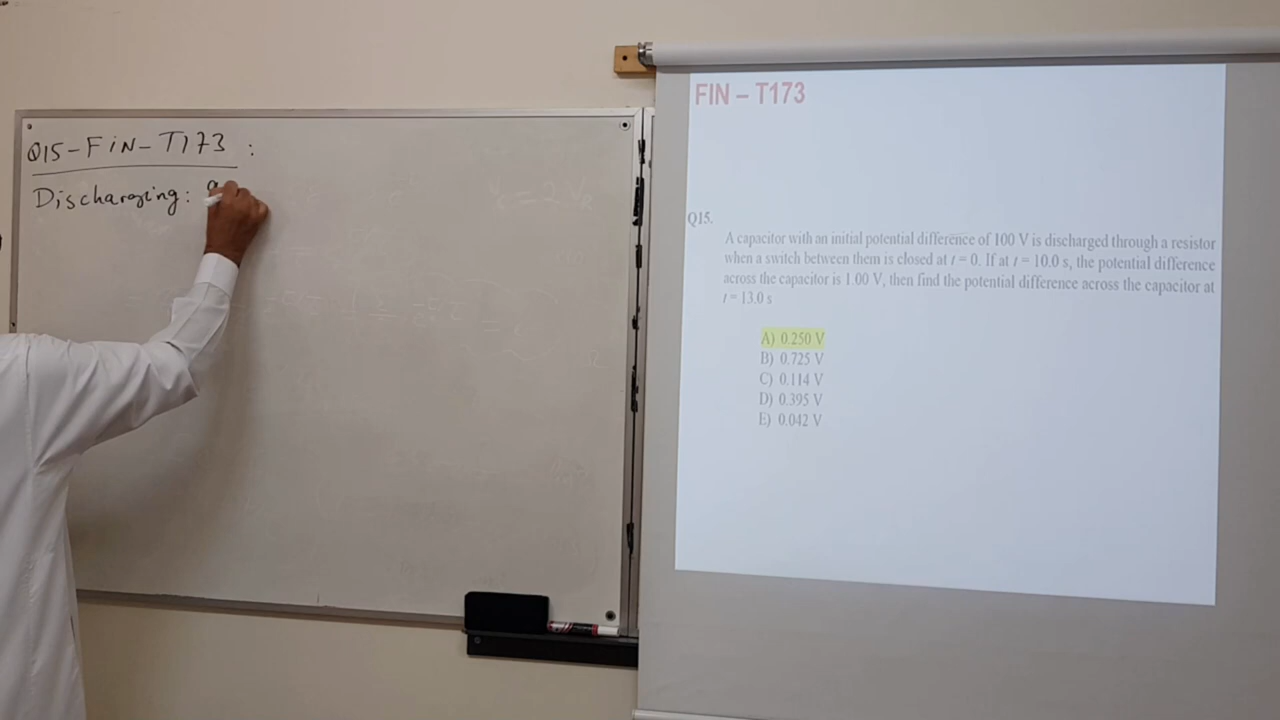 Q15-FIN-T173 :
Discharging: q
FIN – T173
Q15.
A capacitor with an initial potential difference of 100 V is discharged through a resistor
when a switch between them is closed at t = 0. If at t = 10.0 s, the potential difference
across the capacitor is 1.00 V, then find the potential difference across the capacitor at
t = 13.0 s
A) 0.250 V
B) 0.725 V
C) 0.114 V
D) 0.395 V
E) 0.042 V